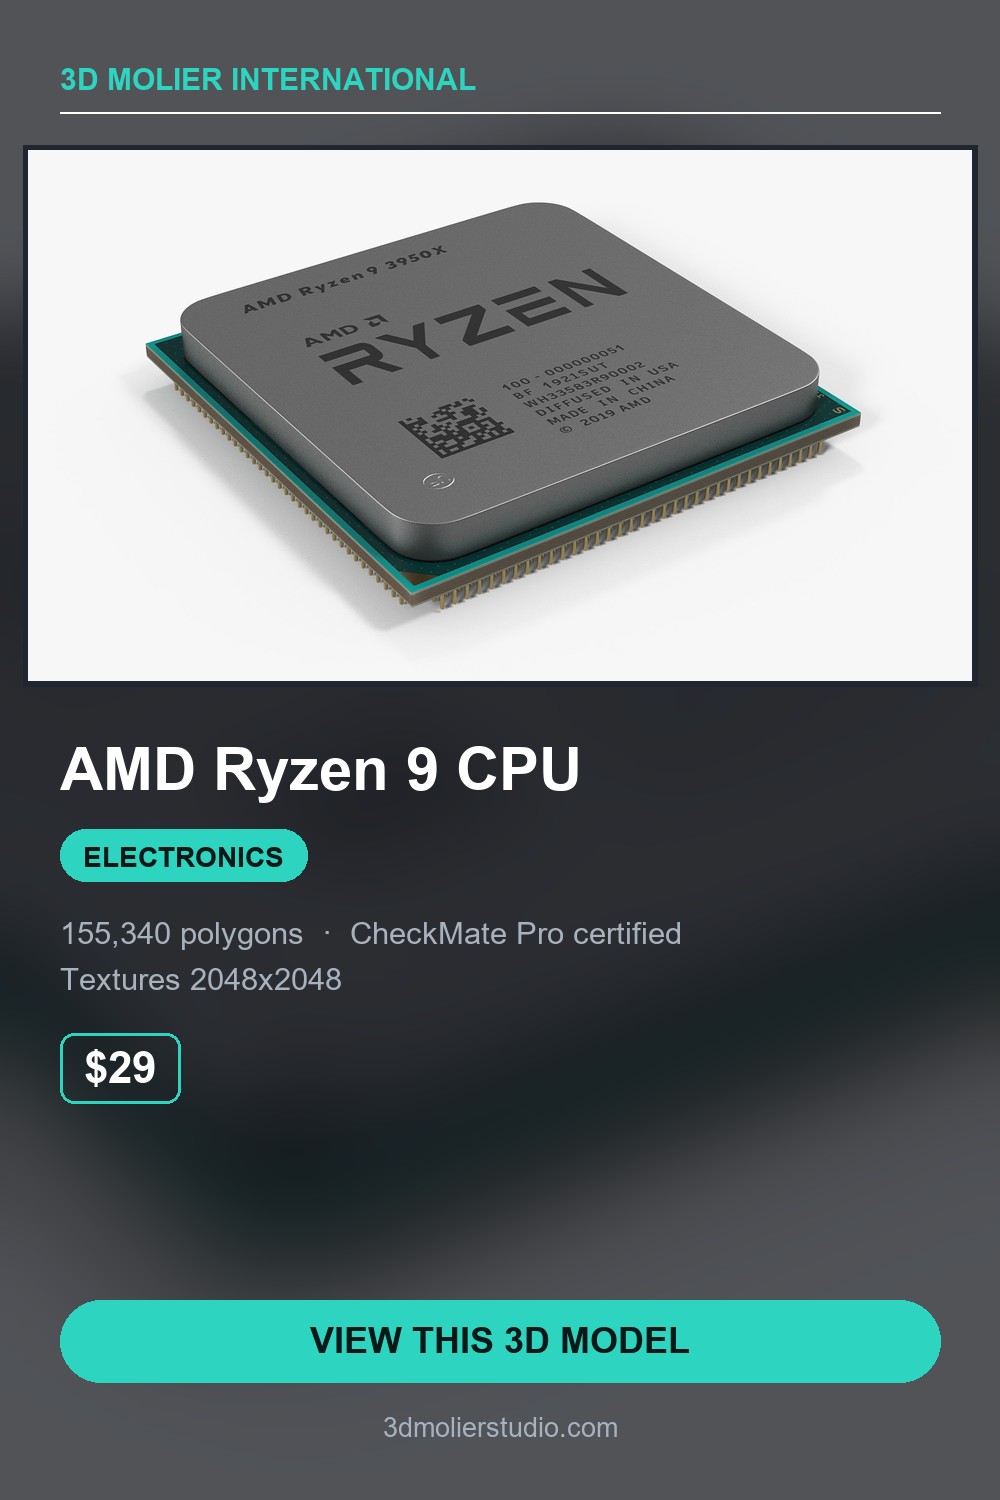 3D MOLIER INTERNATIONAL
AMD Ryzen 9 3950X
AMD
RYZEN
100 - 000000051
BF 1921SUT
WH33583R90002
DIFFUSED IN USA
MADE IN CHINA
© 2019 AMD
AMD Ryzen 9 CPU
ELECTRONICS
155,340 polygons · CheckMate Pro certified
Textures 2048x2048
$29
VIEW THIS 3D MODEL
3dmolierstudio.com